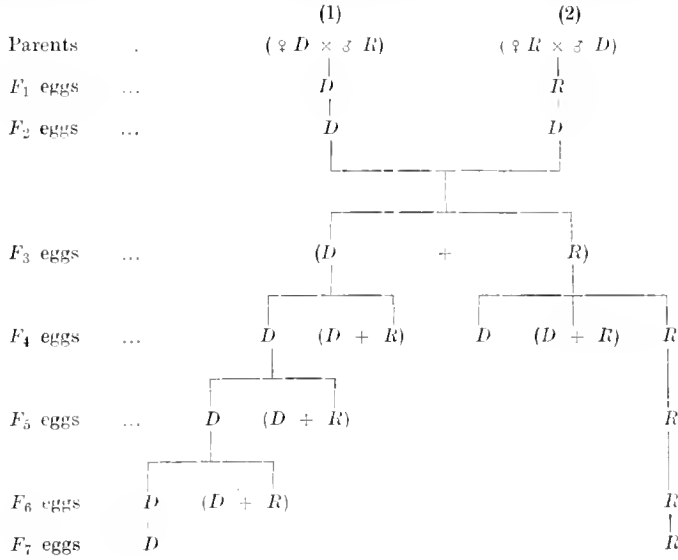 (1) (2)
Parents . (♀ D × ♂ R) (♀ R × ♂ D)
F₁ eggs ... D R
F₂ eggs ... D D
F₃ eggs ... (D + R)
F₄ eggs ... D (D + R) D (D + R) R
F₅ eggs ... D (D + R) R
F₆ eggs D (D + R) R
F₇ eggs D R